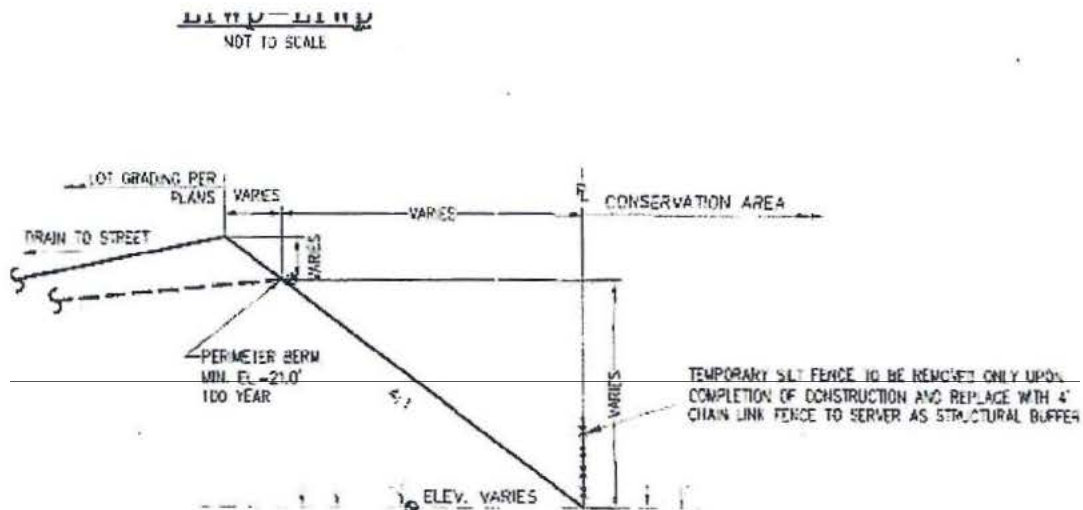 NOT TO SCALE
LOT GRADING PER
PLANS
VARIES
VARIES
CONSERVATION AREA
DRAIN TO STREET
VARIES
PERIMETER BERM
MIN. EL =21.0'
100 YEAR
4:1
VARIES
TEMPORARY SILT FENCE TO BE REMOVED ONLY UPON
COMPLETION OF CONSTRUCTION AND REPLACE WITH 4'
CHAIN LINK FENCE TO SERVER AS STRUCTURAL BUFFER
ELEV. VARIES